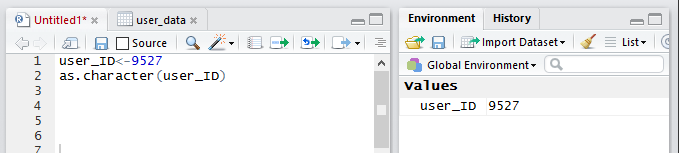 Untitled1* user_data Environment History
Source Import Dataset List
1 user_ID<-9527 Global Environment
2 as.character(user_ID) values
3 user_ID 9527
4
5
6
7